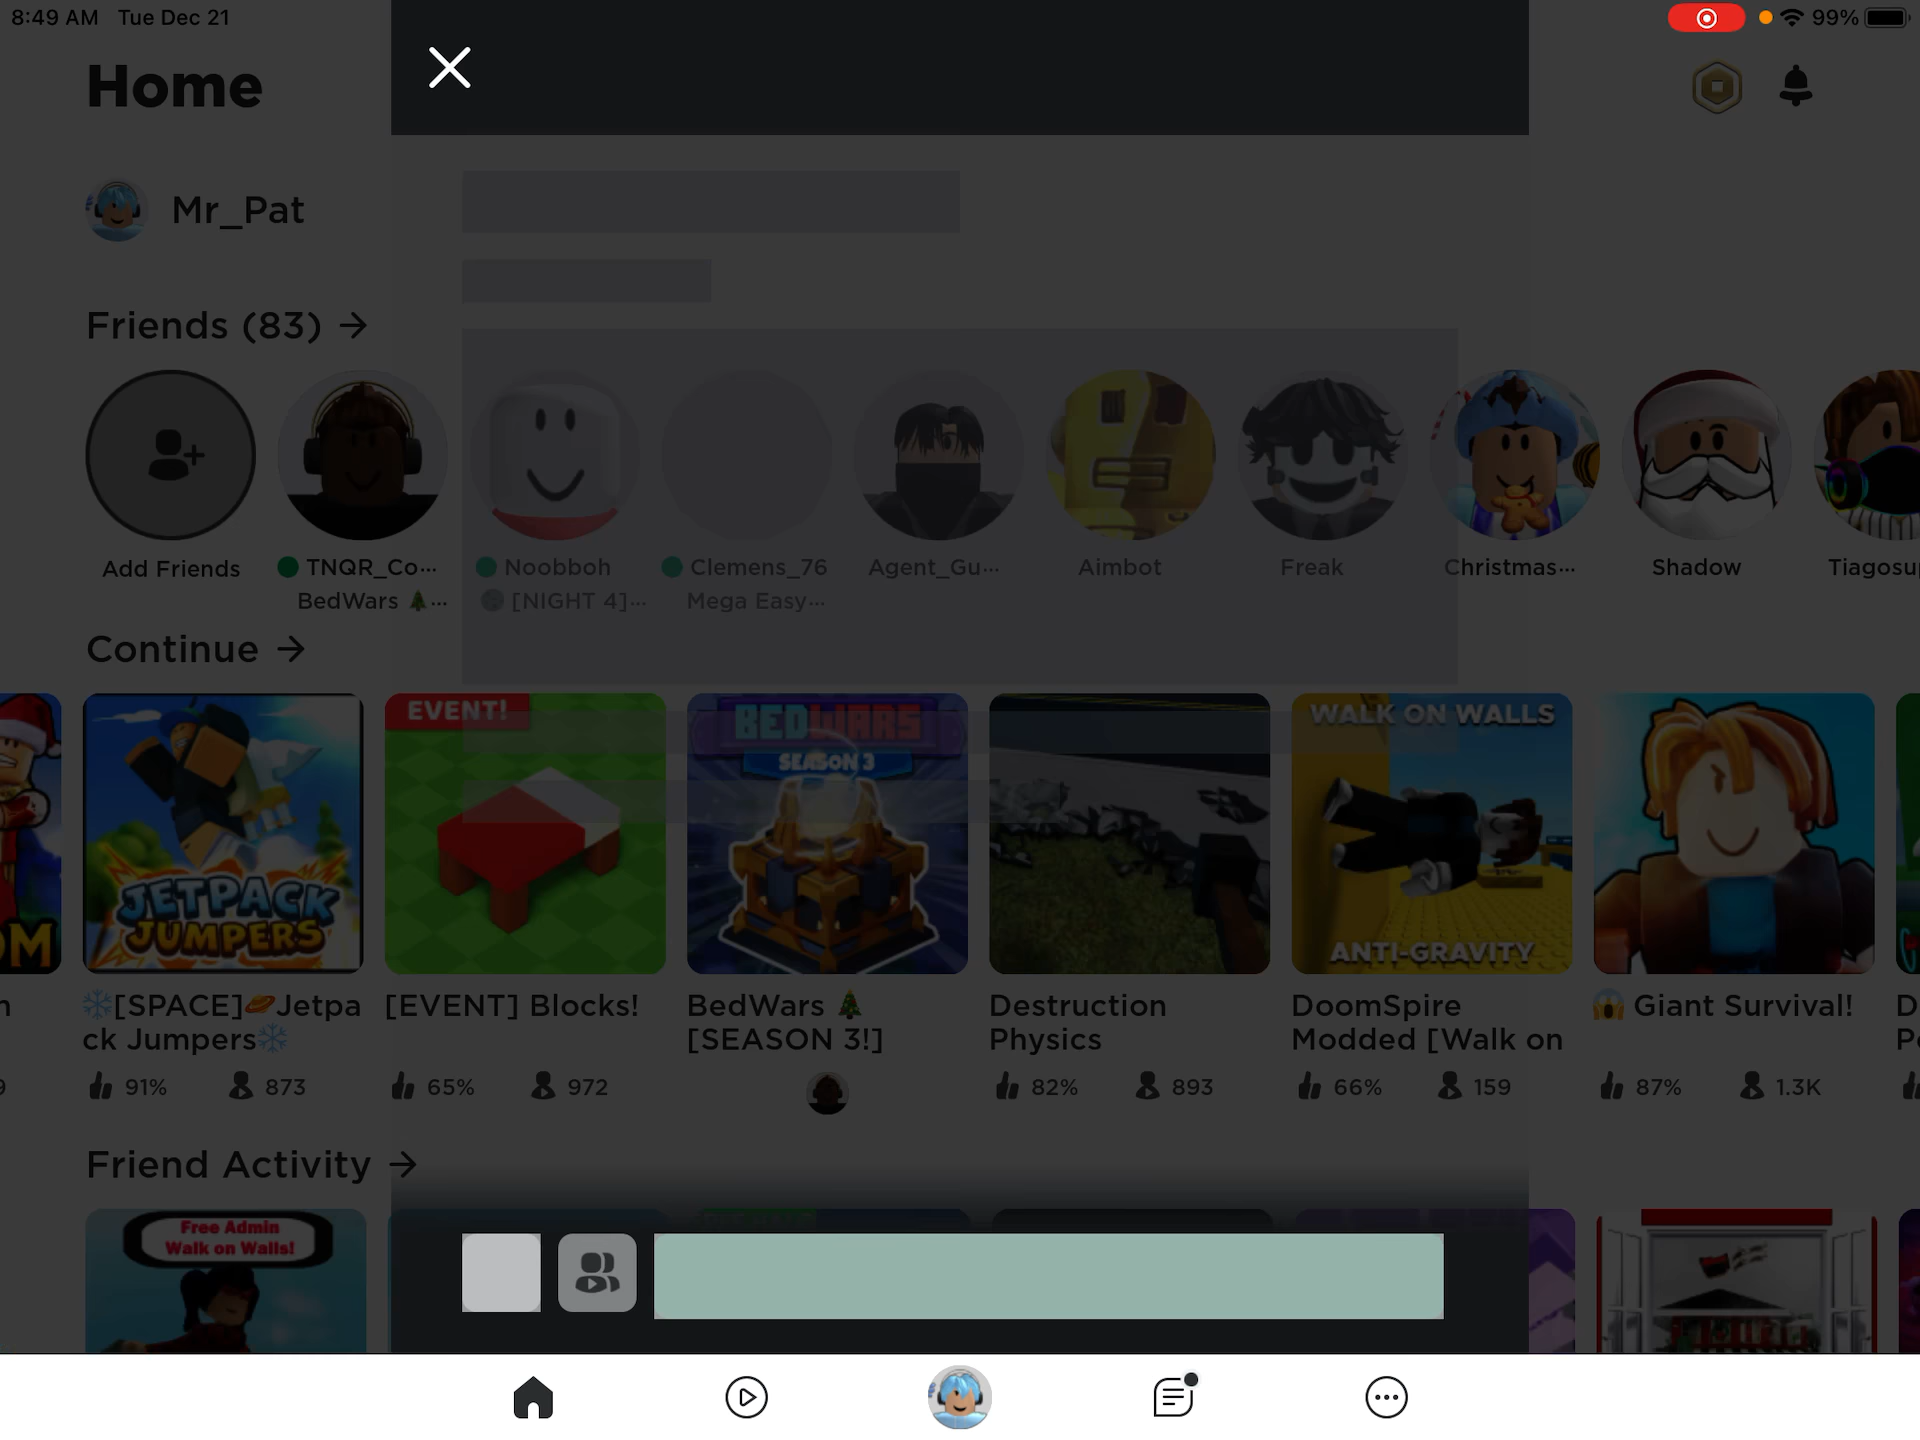 8:49 AM Tue Dec 21
99%
Home
Mr_Pat
Friends (83) →
Add Friends
TNQR_Co...
BedWars 🎄...
Noobboh
🌚 [NIGHT 4]...
Clemens_76
Mega Easy...
Agent_Gu...
Aimbot
Freak
Christmas...
Shadow
Tiagosu
Continue →
JETPACK
JUMPERS
EVENT!
BEDWARS
SEASON 3
WALK ON WALLS
ANTI-GRAVITY
❄️[SPACE]🪐Jetpa
ck Jumpers❄️
91% 873
[EVENT] Blocks!
65% 972
BedWars 🎄
[SEASON 3!]
Destruction
Physics
82% 893
DoomSpire
Modded [Walk on
66% 159
😱 Giant Survival!
87% 1.3K
Friend Activity →
Free Admin
Walk on Walls!